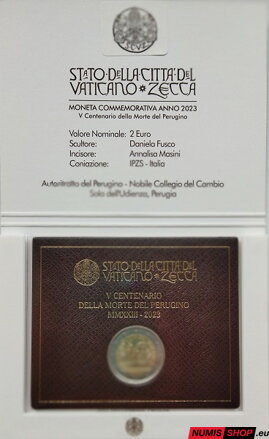 STATO·DELLA·CITTÀ·DEL
VATICANO ZECCA
MONETA COMMEMORATIVA ANNO 2023
V Centenario della Morte del Perugino
Valore Nominale: 2 Euro
Scultore: Daniela Fusco
Incisore: Annalisa Masini
Coniazione: IPZS - Italia
Autoritratto del Perugino - Nobile Collegio del Cambio
Sala dell'Udienza, Perugia
STATO·DELLA·CITTÀ·DEL
VATICANO ZECCA
V CENTENARIO
DELLA MORTE DEL PERUGINO
MMXXIII - 2023
NUMIS SHOP.eu